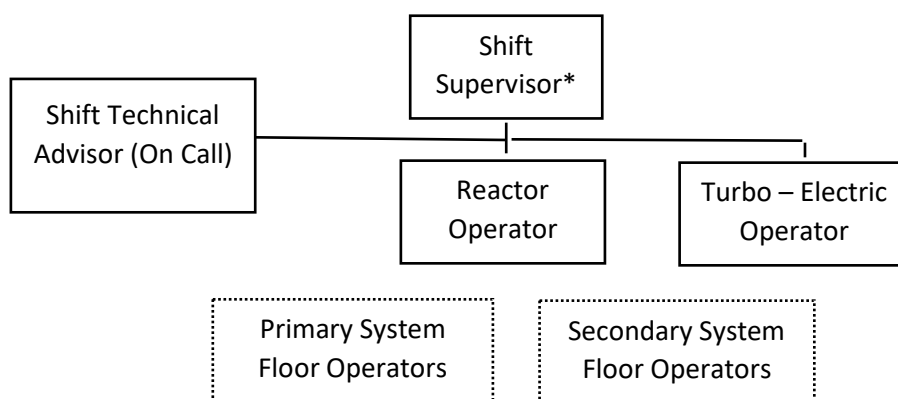 Shift
Supervisor*
Shift Technical
Advisor (On Call)
Reactor
Operator
Turbo – Electric
Operator
Primary System
Floor Operators
Secondary System
Floor Operators